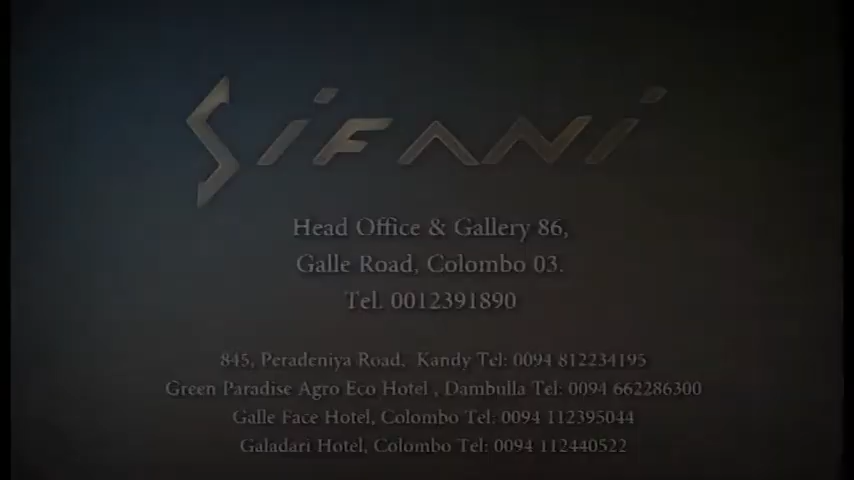 SIFANI
Head Office & Gallery 86,
Galle Road, Colombo 03.
Tel. 0012391890
845, Peradeniya Road, Kandy Tel: 0094 812234195
Green Paradise Agro Eco Hotel , Dambulla Tel: 0094 662286300
Galle Face Hotel, Colombo Tel: 0094 112395044
Galadari Hotel, Colombo Tel: 0094 112440522